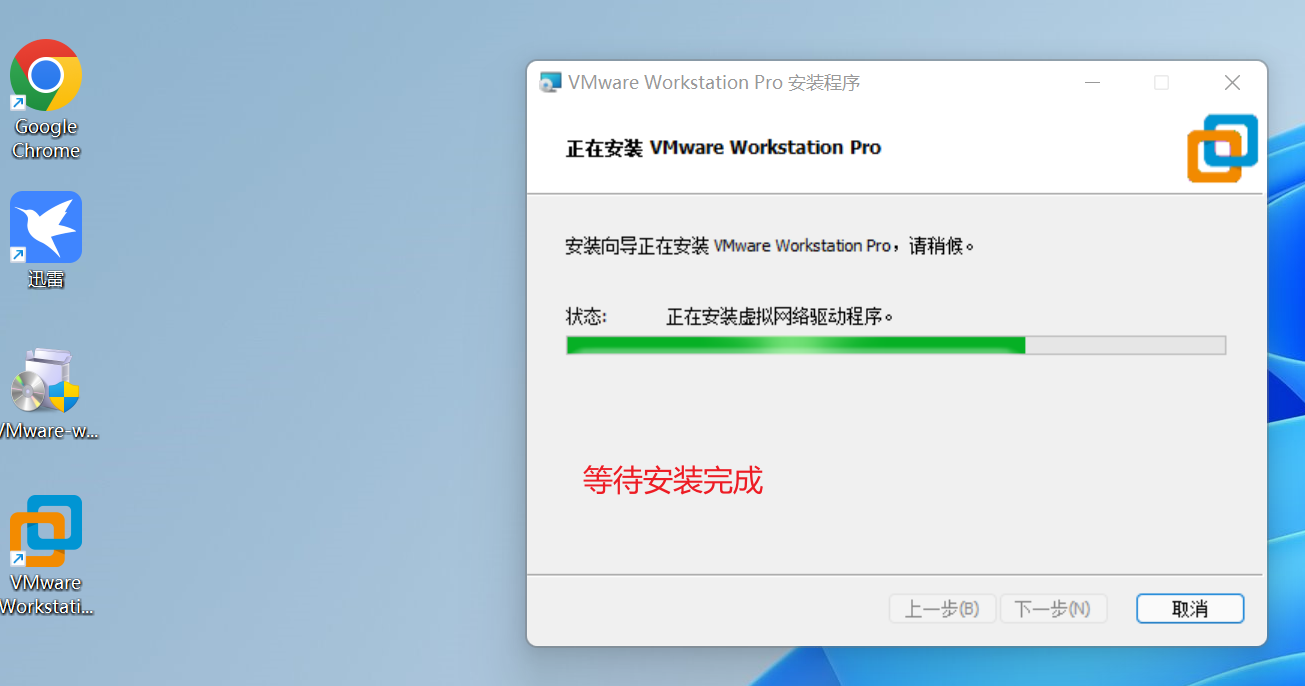 Google
Chrome
迅雷
VMware-w...
VMware
Workstati...
VMware Workstation Pro 安装程序
正在安装 VMware Workstation Pro
安装向导正在安装 VMware Workstation Pro，请稍候。
状态: 正在安装虚拟网络驱动程序。
等待安装完成
上一步(B) 下一步(N) 取消